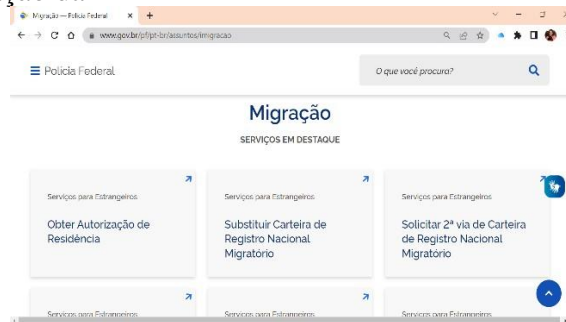 Migração — Polícia Federal
www.gov.br/pf/pt-br/assuntos/imigracao
Polícia Federal
O que você procura?
Migração
SERVIÇOS EM DESTAQUE
Serviços para Estrangeiros
Obter Autorização de
Residência
Serviços para Estrangeiros
Substituir Carteira de
Registro Nacional
Migratório
Serviços para Estrangeiros
Solicitar 2ª via de Carteira
de Registro Nacional
Migratório
Serviços para Estrangeiros
Serviços para Estrangeiros
Serviços para Estrangeiros